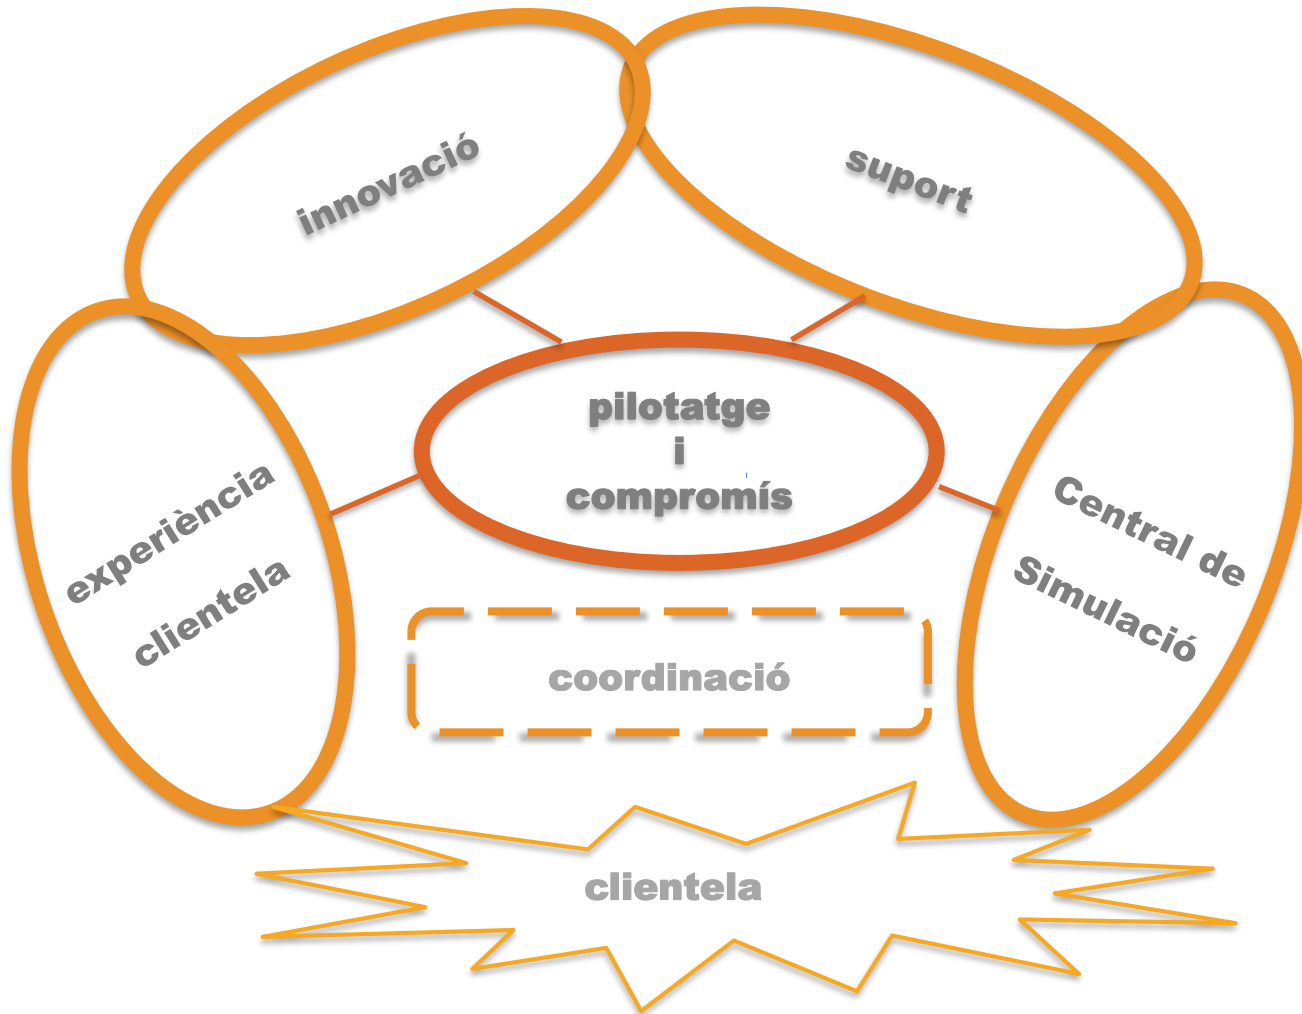 innovació
suport
pilotatge
i
compromís
experiència
clientela
Central de
Simulació
coordinació
clientela